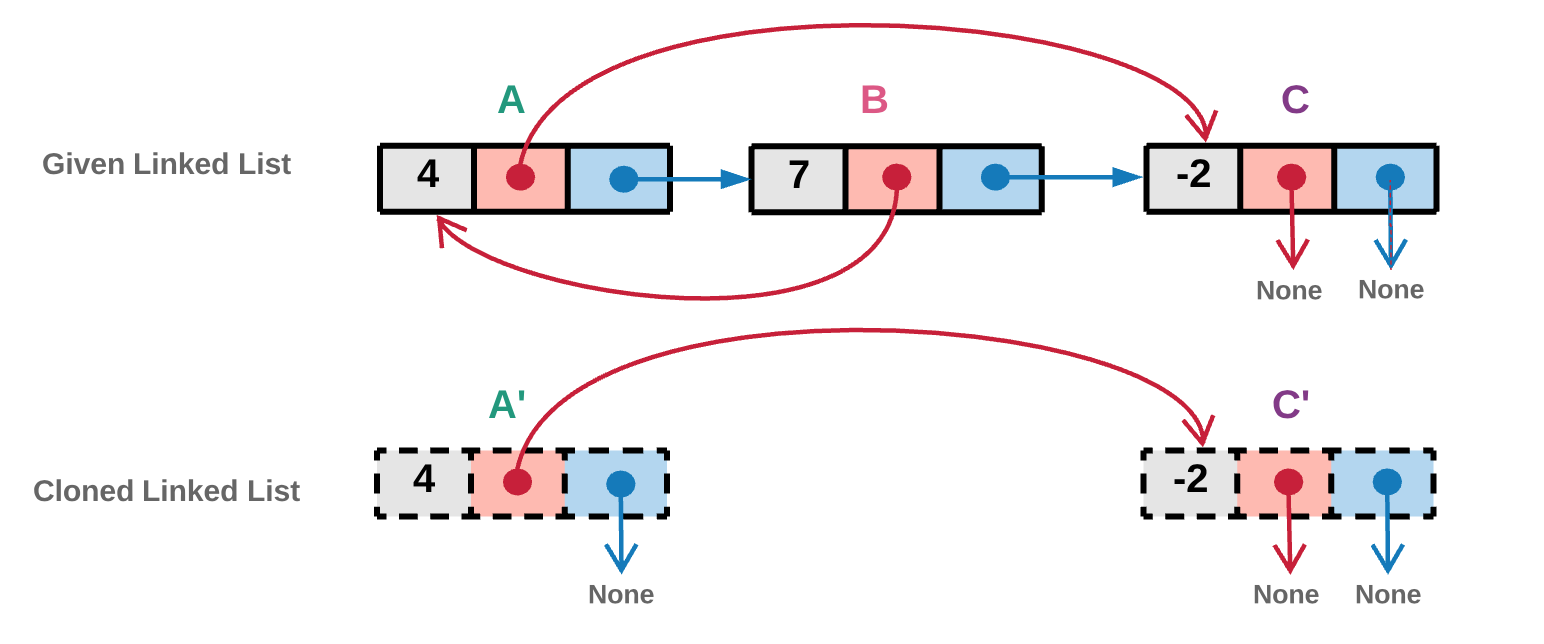 A B C
Given Linked List 4 7 -2
None None
A' C'
Cloned Linked List 4 -2
None None None